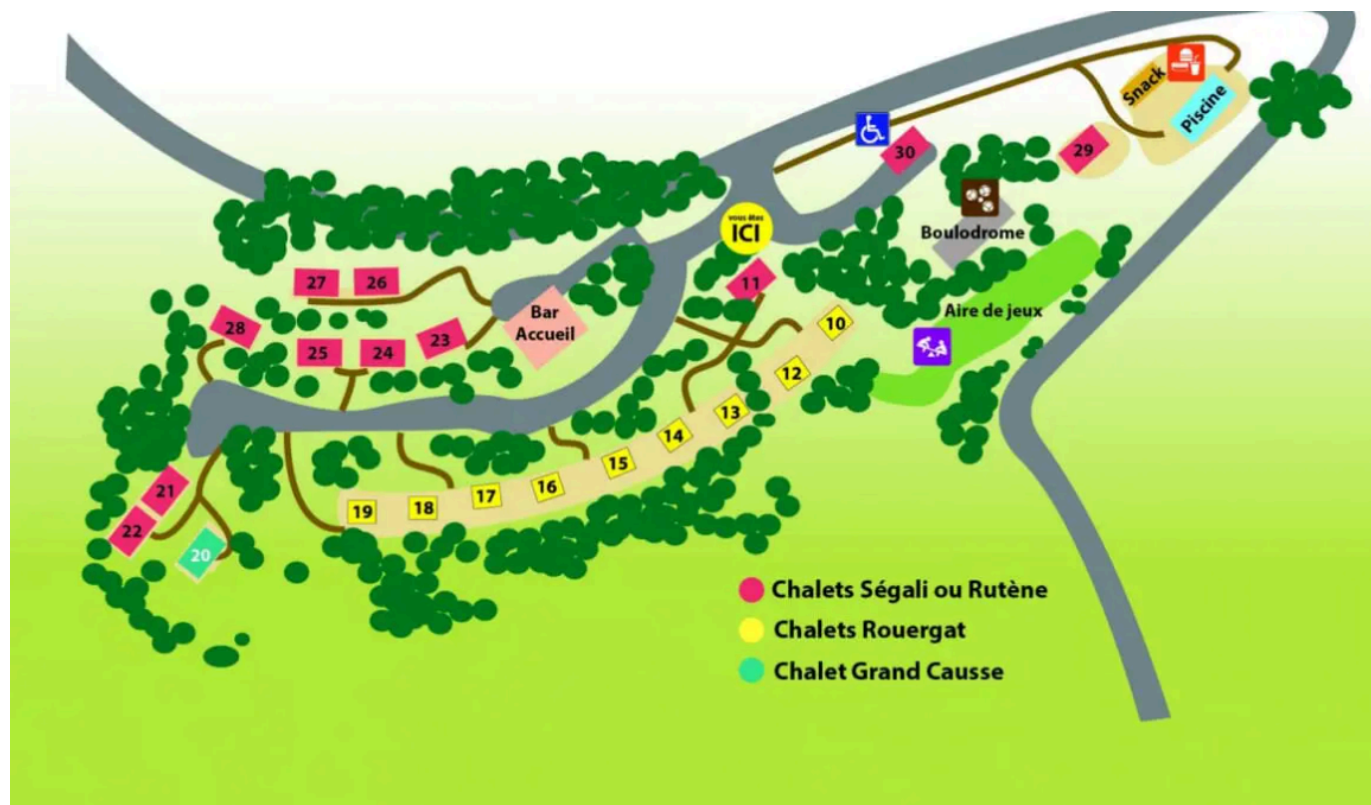 Snack
Piscine
30
29
vous êtes
ICI
Boulodrome
27
26
11
Bar
Accueil
Aire de jeux
28
23
10
25
24
12
13
14
15
16
17
18
19
21
22
20
Chalets Ségali ou Rutène
Chalets Rouergat
Chalet Grand Causse